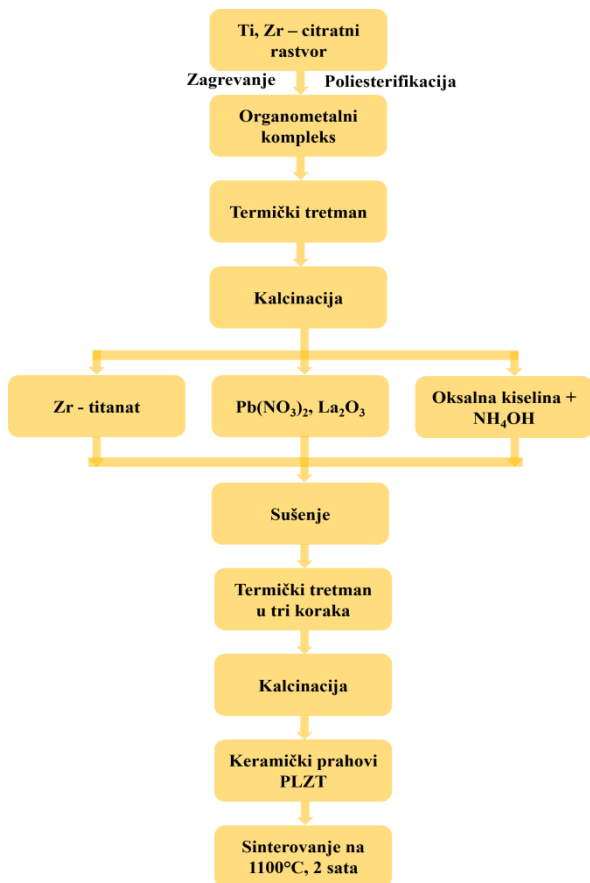 Ti, Zr – citratni
rastvor
Zagrevanje
Poliesterifikacija
Organometalni
kompleks
Termički tretman
Kalcinacija
Zr - titanat
Pb(NO₃)₂, La₂O₃
Oksalna kiselina +
NH₄OH
Sušenje
Termički tretman
u tri koraka
Kalcinacija
Keramički prahovi
PLZT
Sinterovanje na
1100°C, 2 sata